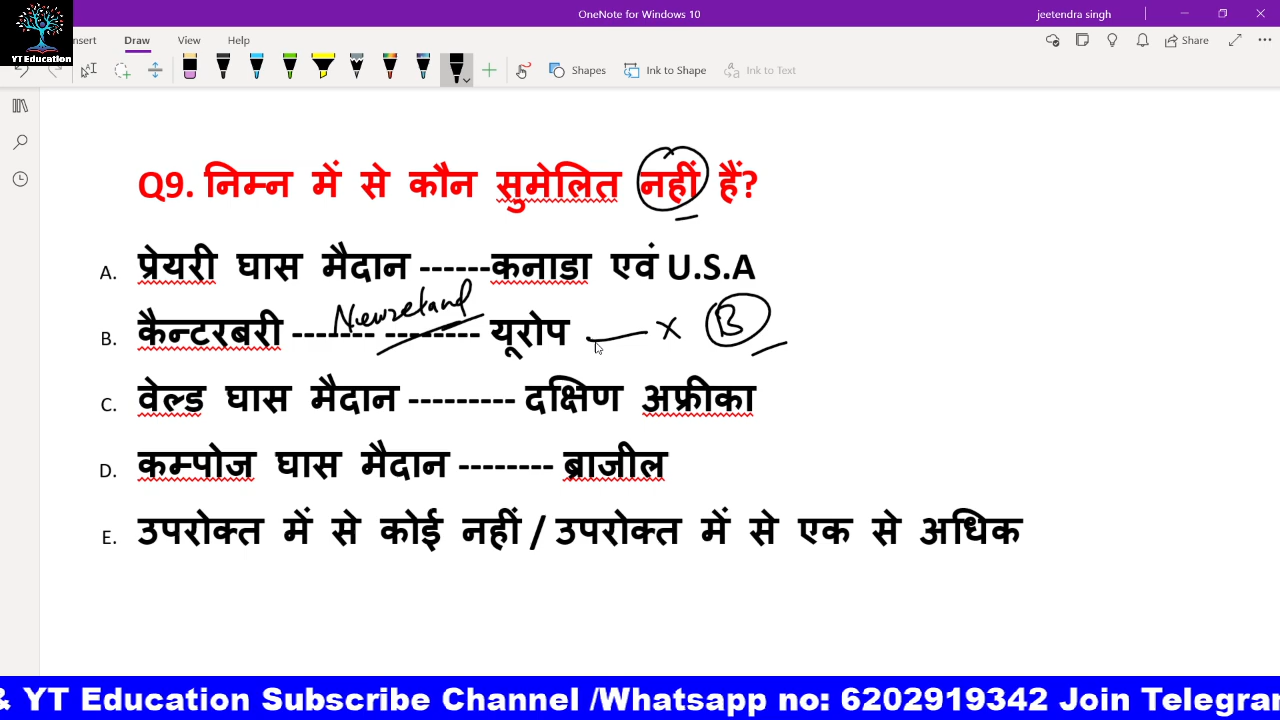 OneNote for Windows 10
jeetendra singh
YT Education
nsert Draw View Help
Share
Shapes Ink to Shape Ink to Text
Q9. निम्न में से कौन सुमेलित नहीं हैं?
A. प्रेयरी घास मैदान ------कनाडा एवं U.S.A
Newzeland
B. कैन्टरबरी ------- -------- यूरोप × B
C. वेल्ड घास मैदान --------- दक्षिण अफ्रीका
D. कम्पोज घास मैदान -------- ब्राजील
E. उपरोक्त में से कोई नहीं / उपरोक्त में से एक से अधिक
& YT Education Subscribe Channel /Whatsapp no: 6202919342 Join Telegra